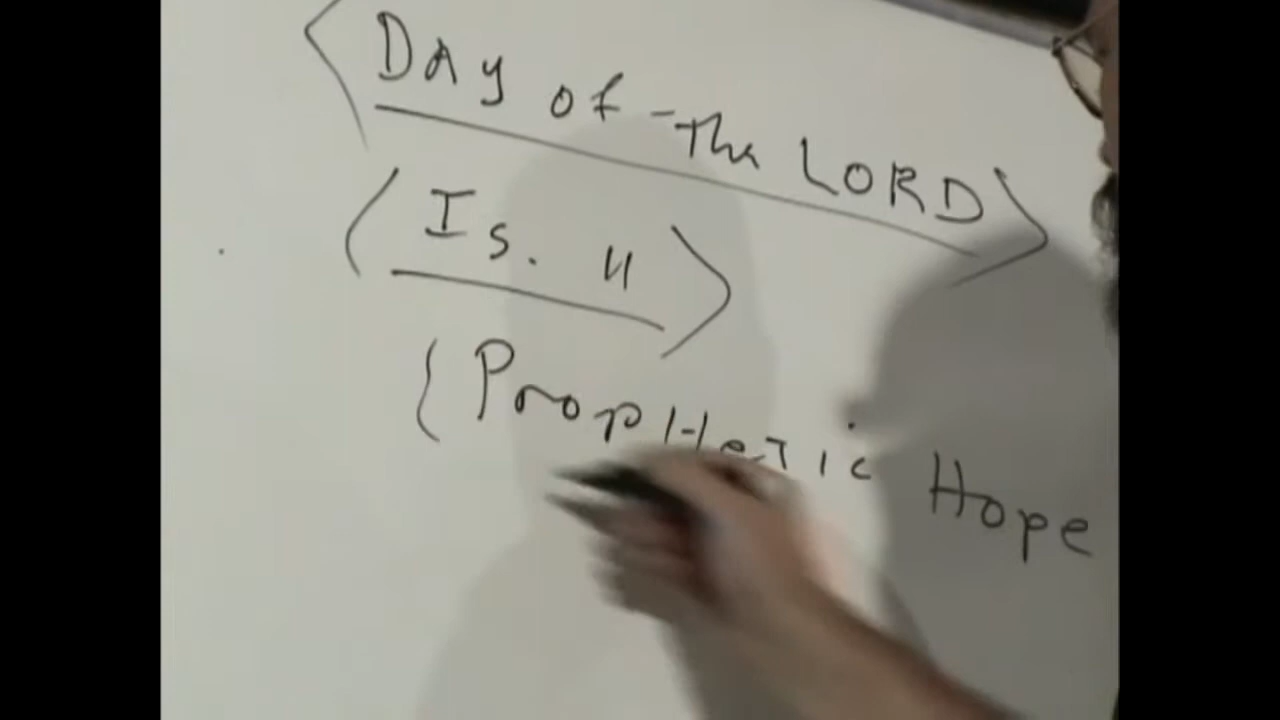 <Day of The LORD>
<Is. 11>
{Prophetic Hope